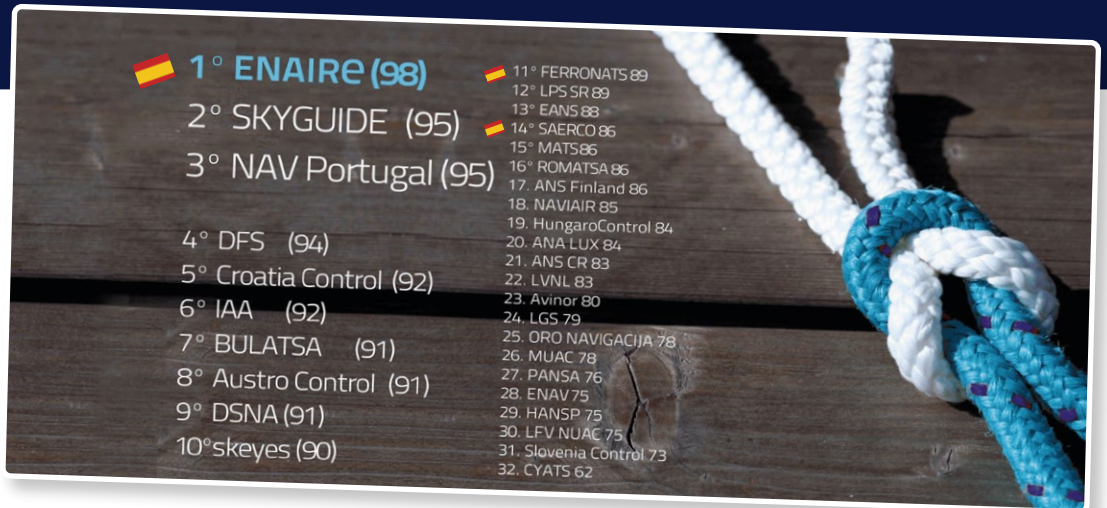 1° ENAIRe (98)
2° SKYGUIDE (95)
3° NAV Portugal (95)
4° DFS (94)
5° Croatia Control (92)
6° IAA (92)
7° BULATSA (91)
8° Austro Control (91)
9° DSNA (91)
10°skeyes (90)
11° FERRONATS 89
12° LPS SR 89
13° EANS 88
14° SAERCO 86
15° MATS86
16° ROMATSA 86
17. ANS Finland 86
18. NAVIAIR 85
19. HungaroControl 84
20. ANA LUX 84
21. ANS CR 83
22. LVNL 83
23. Avinor 80
24. LGS 79
25. ORO NAVIGACIJA 78
26. MUAC 78
27. PANSA 76
28. ENAV 75
29. HANSP 75
30. LFV NUAC 75
31. Slovenia Control 73
32. CYATS 62